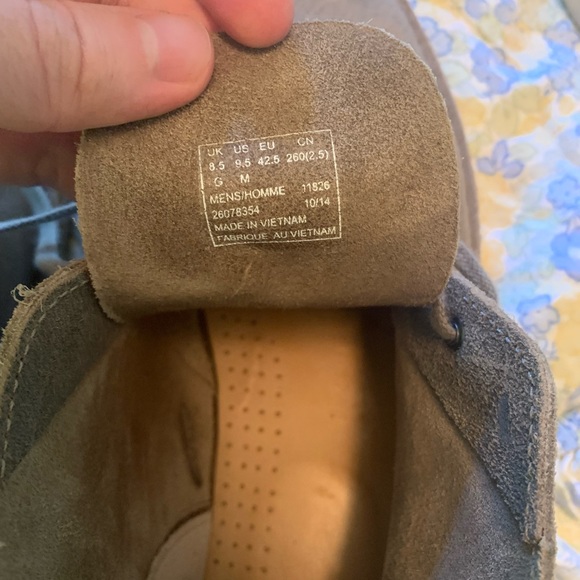 UK US EU CN
8.5 9.5 42.5 260(2.5)
G M
MENS/HOMME 11826
26078354 10/14
MADE IN VIETNAM
FABRIQUE AU VIETNAM